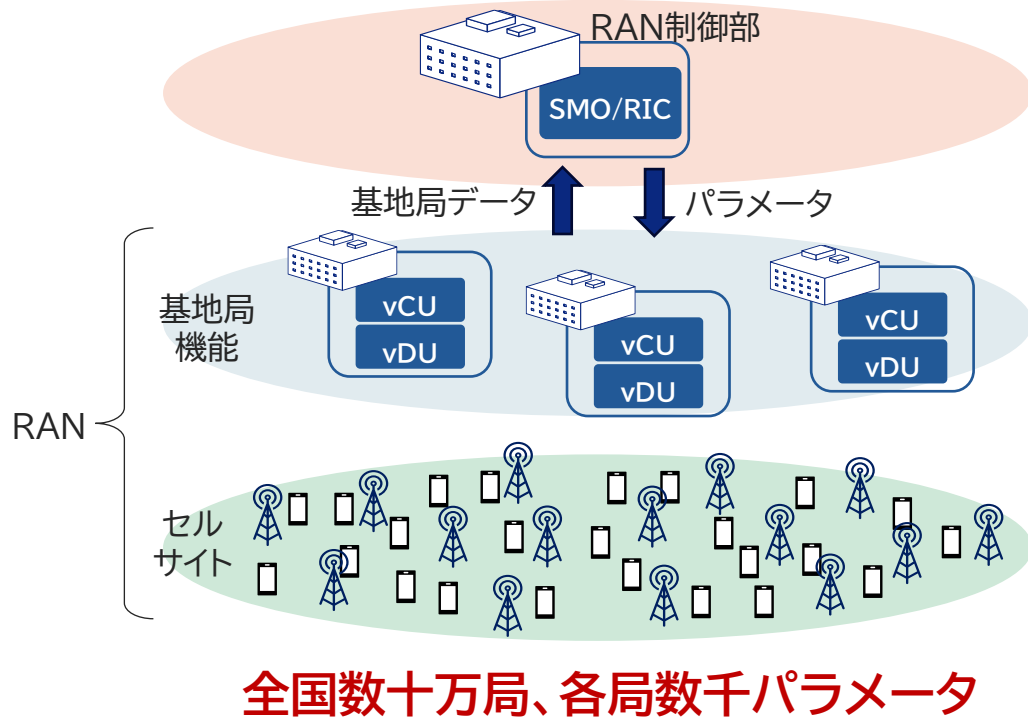 RAN制御部
SMO/RIC
基地局データ
パラメータ
基地局
機能
vCU
vDU
vCU
vDU
vCU
vDU
RAN
セル
サイト
全国数十万局、各局数千パラメータ